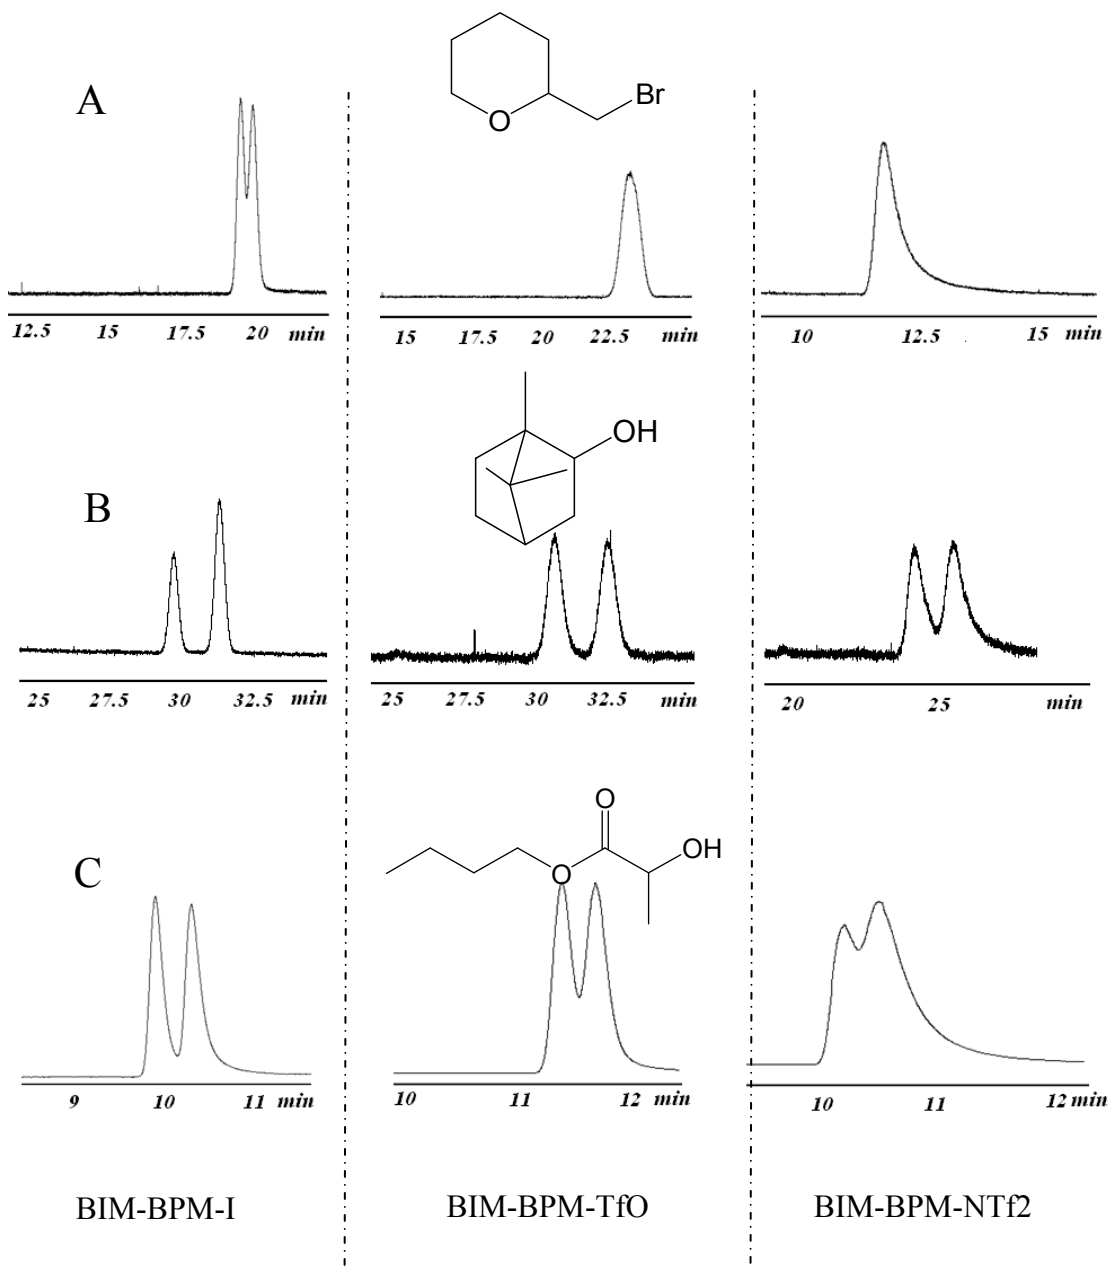 A
O
Br
12.5 15 17.5 20 min
15 17.5 20 22.5 min
10 12.5 15 min
B
OH
25 27.5 30 32.5 min
25 27.5 30 32.5 min
20 25 min
C
O
O
OH
9 10 11 min
10 11 12 min
10 11 12 min
BIM-BPM-I
BIM-BPM-TfO
BIM-BPM-NTf2